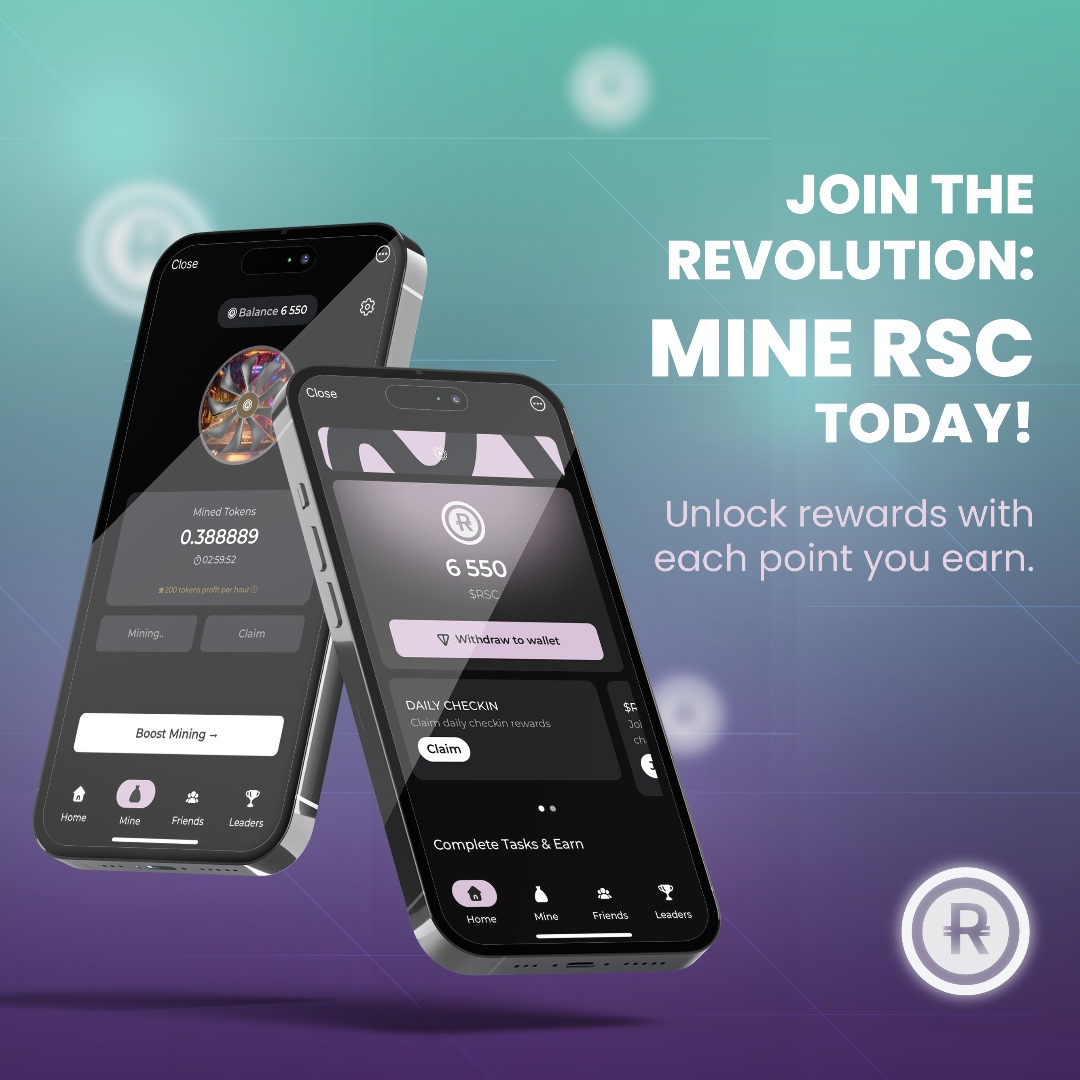 JOIN THE
REVOLUTION:
MINE RSC
TODAY!
Unlock rewards with
each point you earn.
Close
Balance 6 550
Mined Tokens
0.388889
02:59:52
★200 tokens profit per hour
Mining..
Claim
Boost Mining →
Home
Mine
Friends
Leaders
Close
R
6 550
$RSC
Withdraw to wallet
DAILY CHECKIN
Claim daily checkin rewards
Claim
Joi
ch
Complete Tasks & Earn
Home
Mine
Friends
Leaders
R